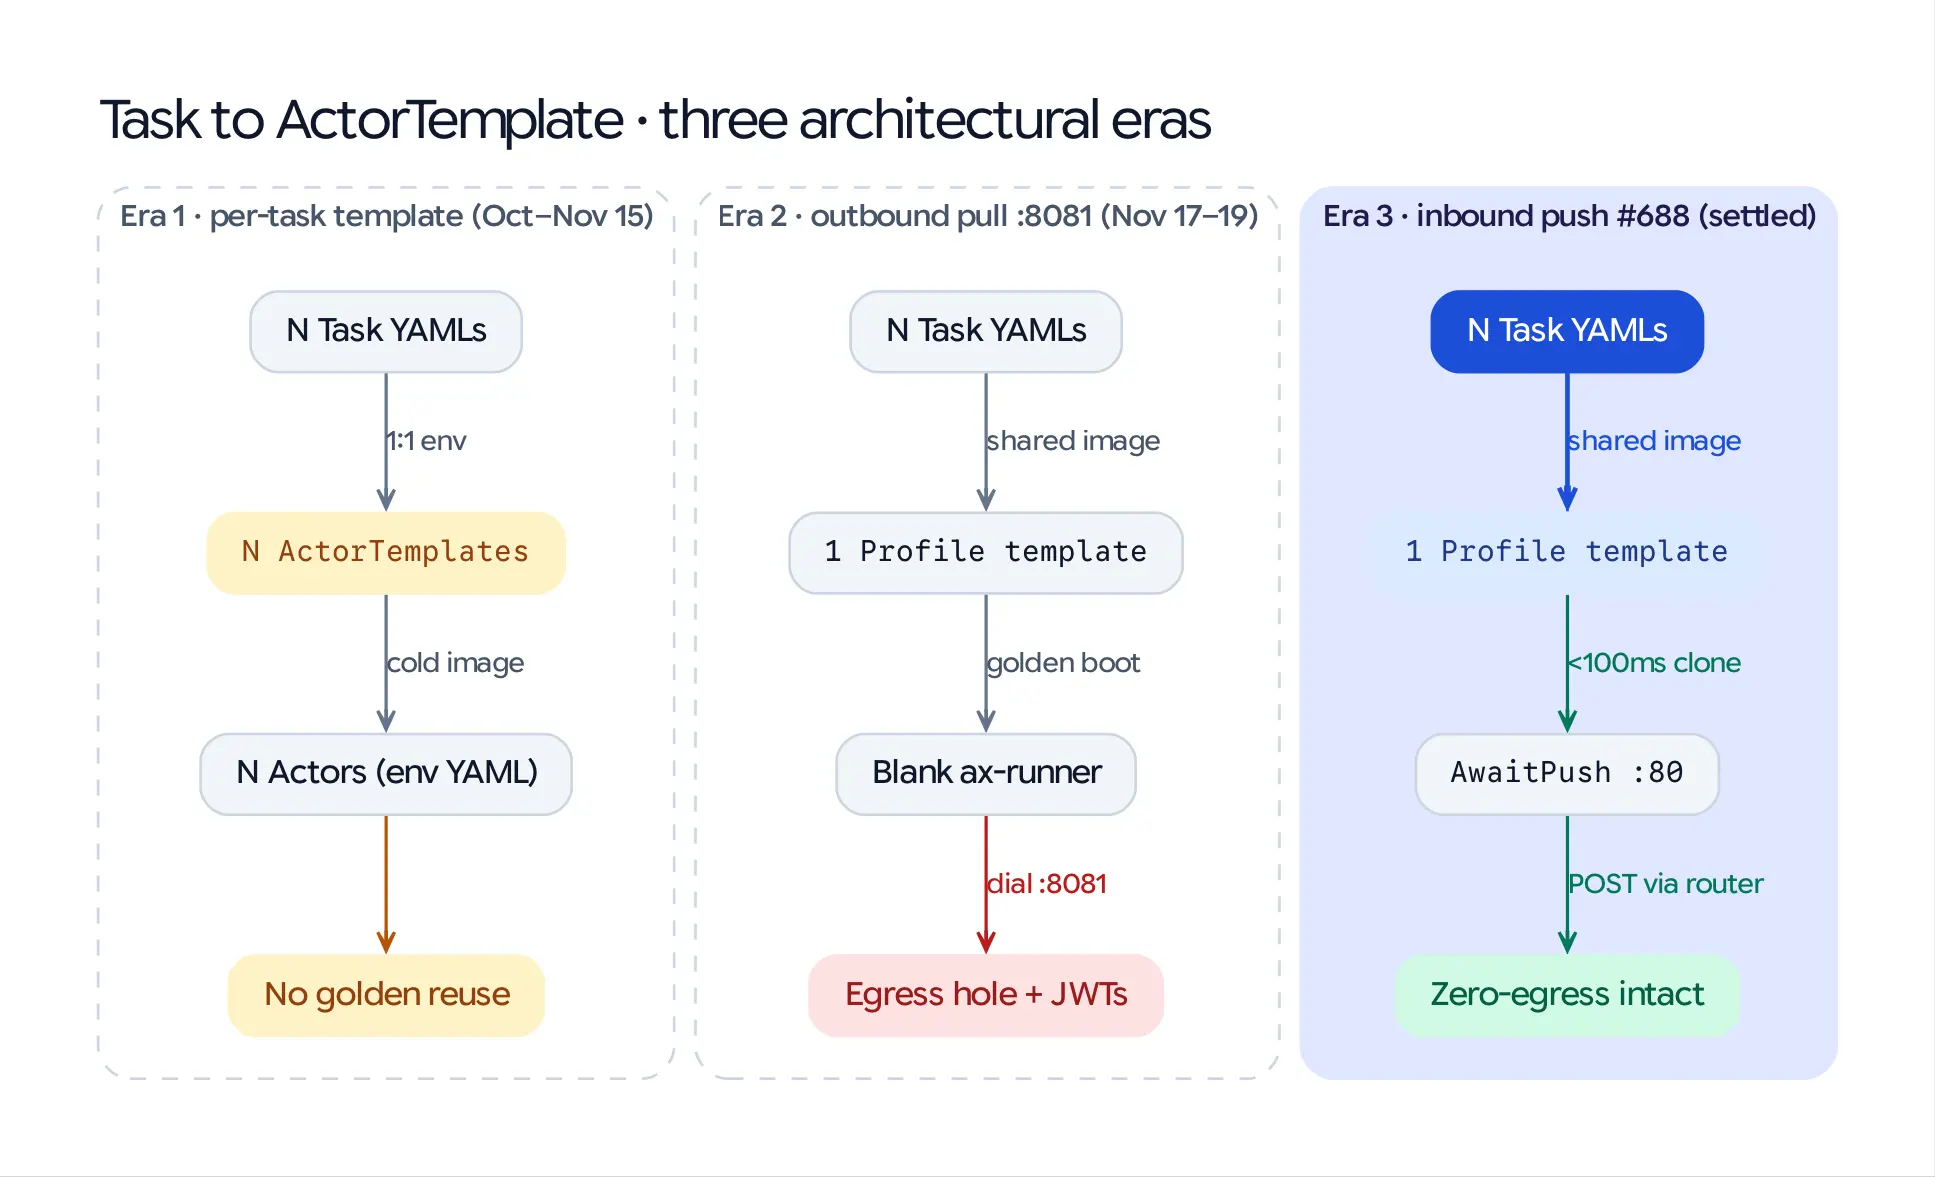 Task to ActorTemplate · three architectural eras
Era 1 · per-task template (Oct–Nov 15)
N Task YAMLs
1:1 env
N ActorTemplates
cold image
N Actors (env YAML)
No golden reuse
Era 2 · outbound pull :8081 (Nov 17–19)
N Task YAMLs
shared image
1 Profile template
golden boot
Blank ax-runner
dial :8081
Egress hole + JWTs
Era 3 · inbound push #688 (settled)
N Task YAMLs
shared image
1 Profile template
<100ms clone
AwaitPush :80
POST via router
Zero-egress intact